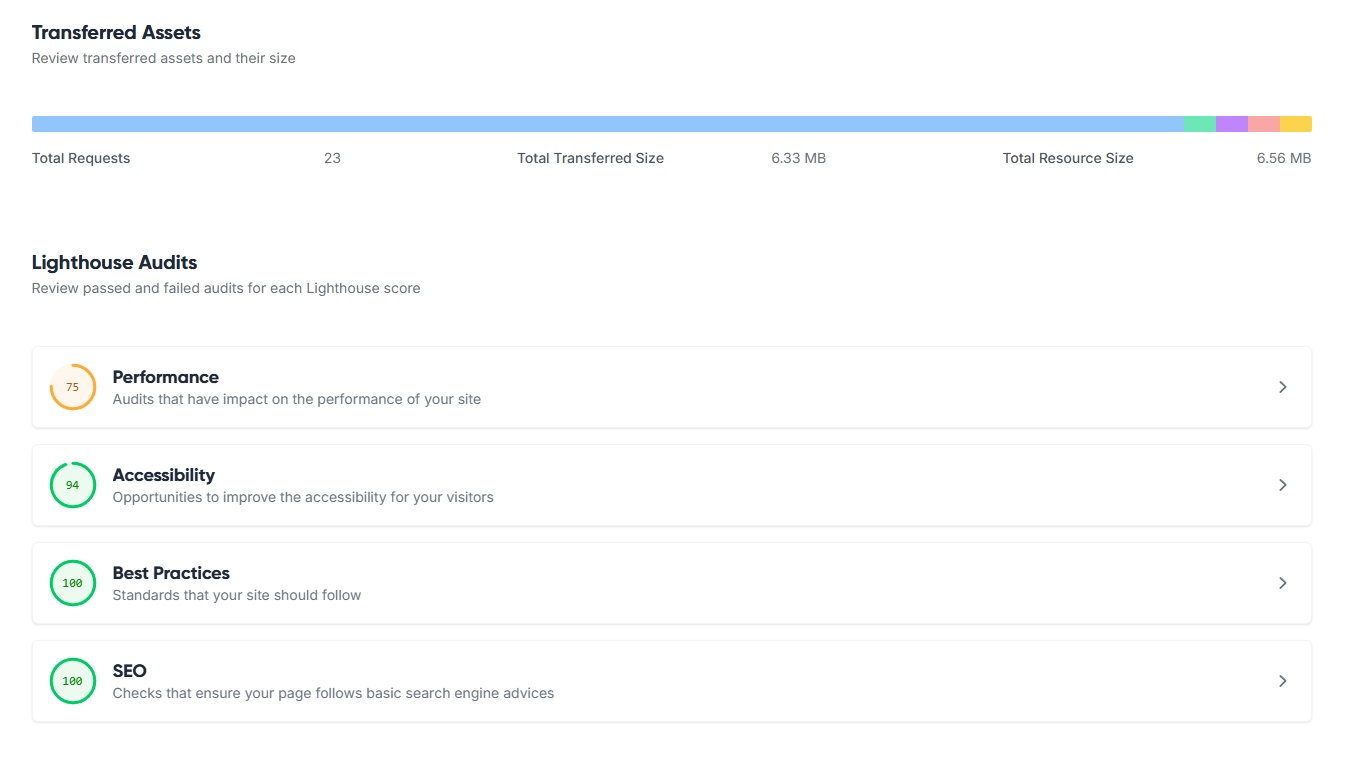 Transferred Assets
Review transferred assets and their size
Total Requests 23 Total Transferred Size 6.33 MB Total Resource Size 6.56 MB
Lighthouse Audits
Review passed and failed audits for each Lighthouse score
75
Performance
Audits that have impact on the performance of your site
94
Accessibility
Opportunities to improve the accessibility for your visitors
100
Best Practices
Standards that your site should follow
100
SEO
Checks that ensure your page follows basic search engine advices